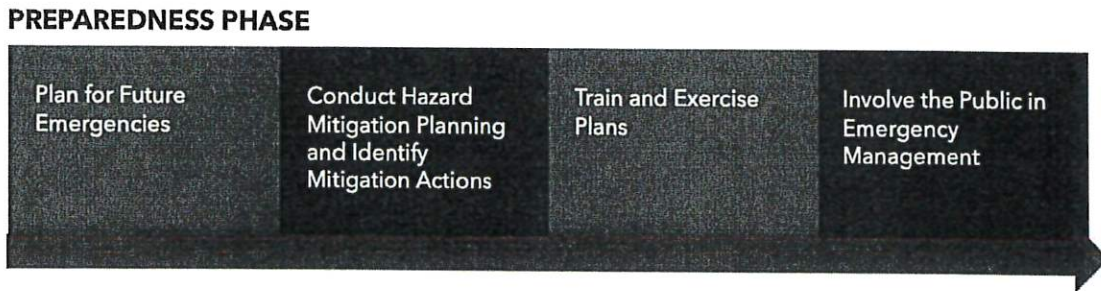 PREPAREDNESS PHASE
Plan for Future
Emergencies
Conduct Hazard
Mitigation Planning
and Identify
Mitigation Actions
Train and Exercise
Plans
Involve the Public in
Emergency
Management